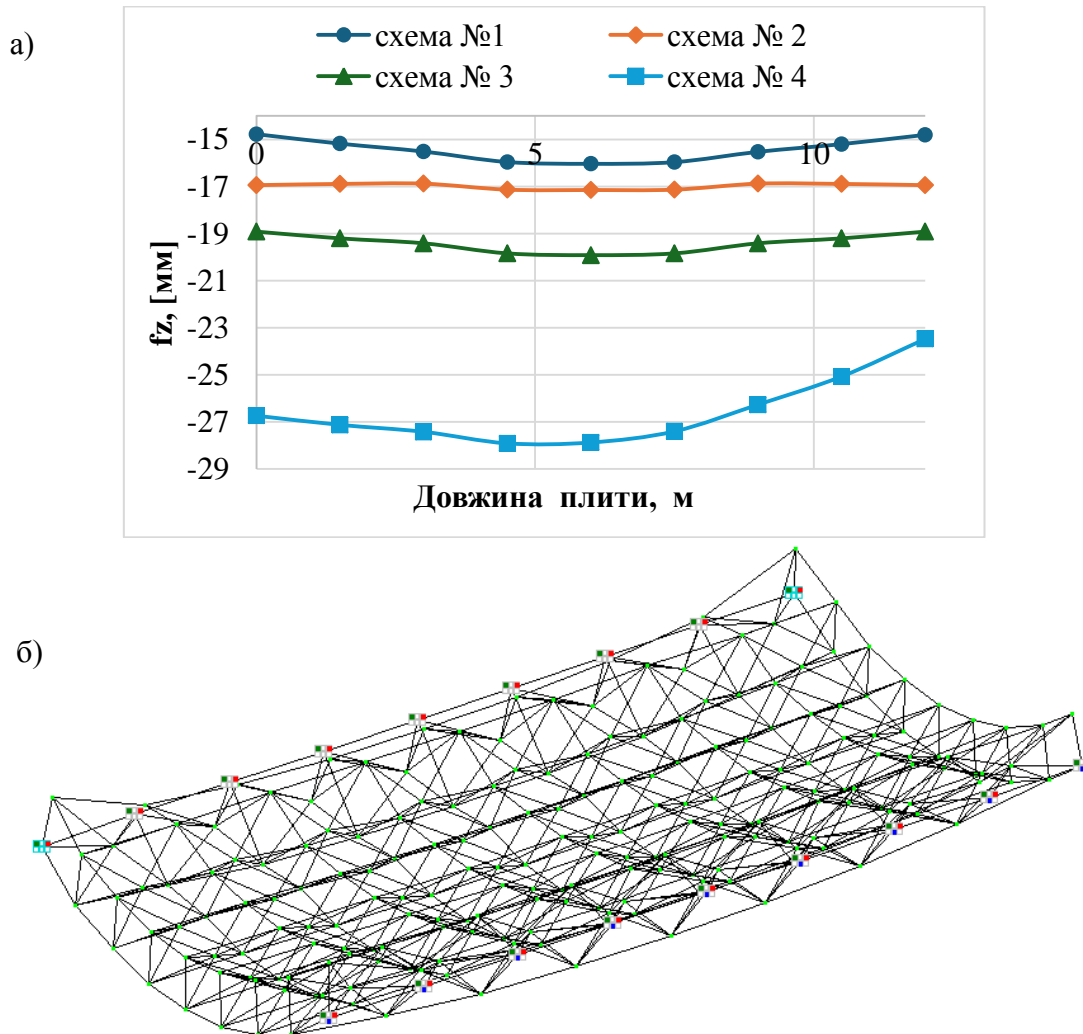 а)
схема №1
схема № 2
схема № 3
схема № 4
-15
0
5
10
-17
-19
-21
-23
-25
-27
-29
fz, [мм]
Довжина плити, м
б)